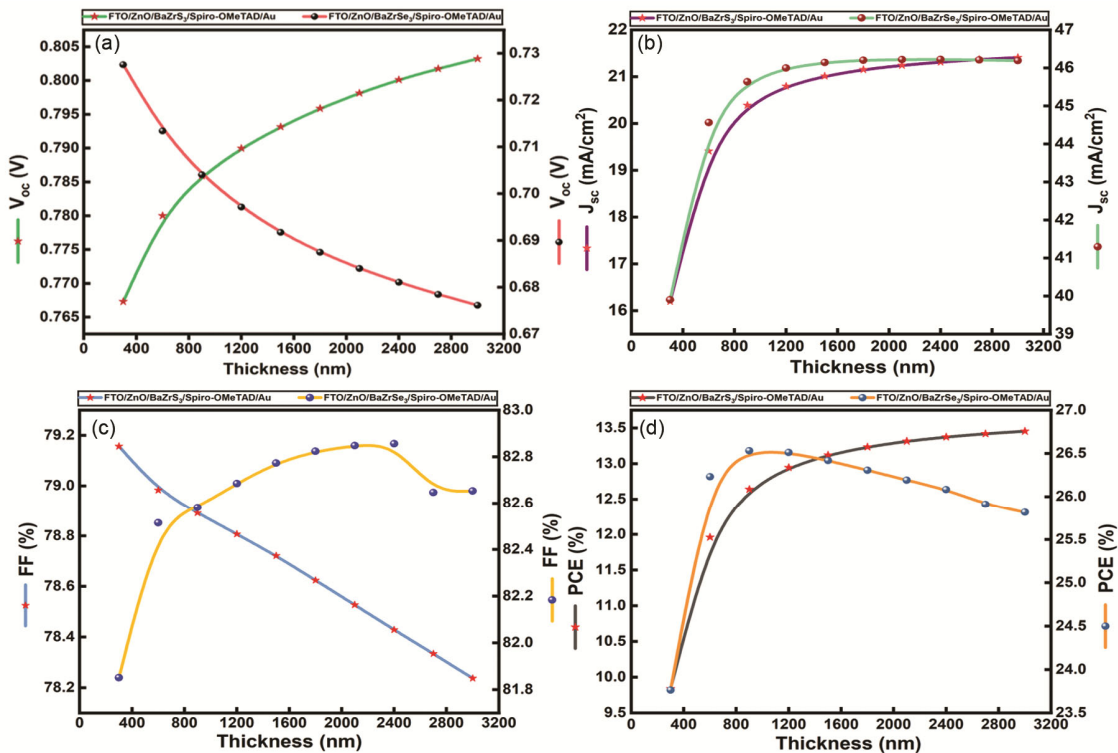 FTO/ZnO/BaZrS₃/Spiro-OMeTAD/Au FTO/ZnO/BaZrSe₃/Spiro-OMeTAD/Au
(a)
0.805
0.800
0.795
0.790
0.785
0.780
0.775
0.770
0.765
V_OC (V)
0.73
0.72
0.71
0.70
0.69
0.68
0.67
V_OC (V)
0 400 800 1200 1600 2000 2400 2800 3200
Thickness (nm)
FTO/ZnO/BaZrS₃/Spiro-OMeTAD/Au FTO/ZnO/BaZrSe₃/Spiro-OMeTAD/Au
(b)
22
21
20
19
18
17
16
J_sc (mA/cm²)
47
46
45
44
43
42
41
40
39
J_sc (mA/cm²)
0 400 800 1200 1600 2000 2400 2800 3200
Thickness (nm)
FTO/ZnO/BaZrS₃/Spiro-OMeTAD/Au FTO/ZnO/BaZrSe₃/Spiro-OMeTAD/Au
(c)
79.2
79.0
78.8
78.6
78.4
78.2
FF (%)
83.0
82.8
82.6
82.4
82.2
82.0
81.8
FF (%)
0 400 800 1200 1600 2000 2400 2800 3200
Thickness (nm)
FTO/ZnO/BaZrS₃/Spiro-OMeTAD/Au FTO/ZnO/BaZrSe₃/Spiro-OMeTAD/Au
(d)
13.5
13.0
12.5
12.0
11.5
11.0
10.5
10.0
9.5
PCE (%)
27.0
26.5
26.0
25.5
25.0
24.5
24.0
23.5
PCE (%)
0 400 800 1200 1600 2000 2400 2800 3200
Thickness (nm)